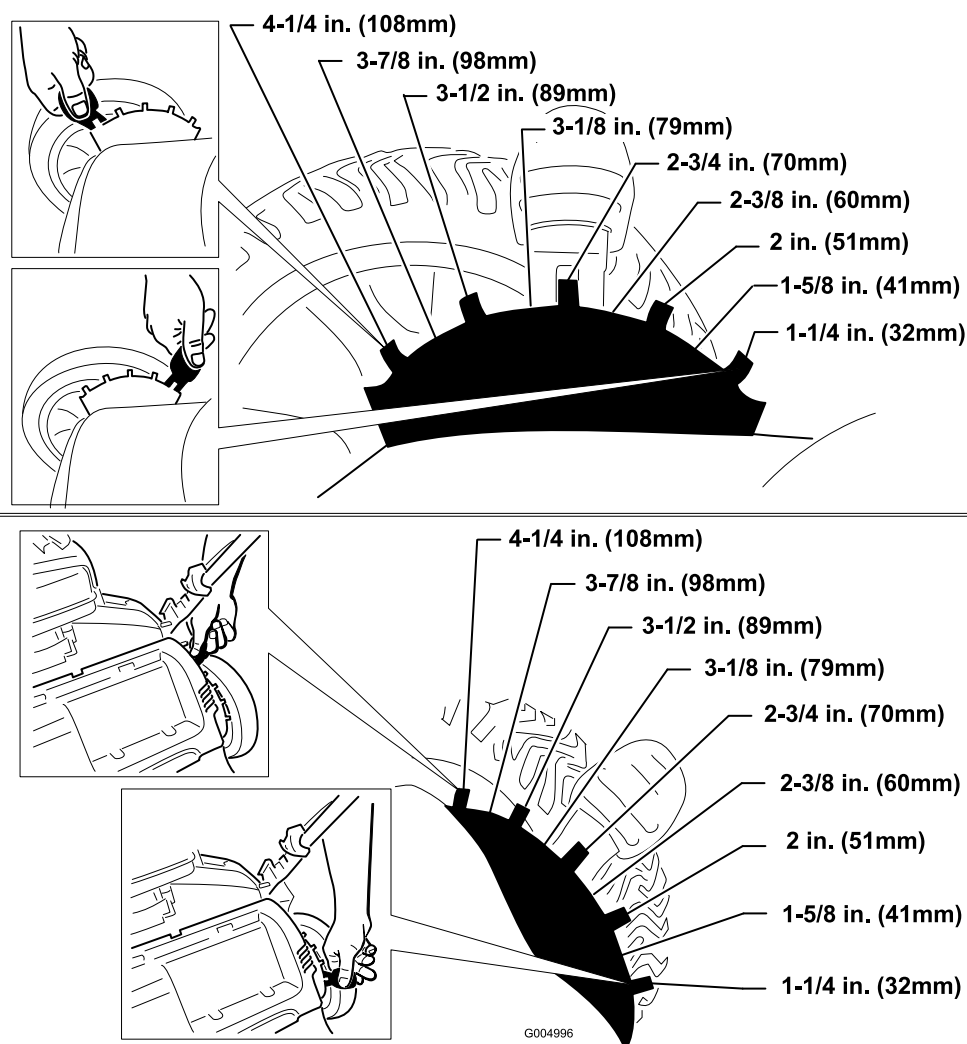 4-1/4 in. (108mm)
3-7/8 in. (98mm)
3-1/2 in. (89mm)
3-1/8 in. (79mm)
2-3/4 in. (70mm)
2-3/8 in. (60mm)
2 in. (51mm)
1-5/8 in. (41mm)
1-1/4 in. (32mm)
4-1/4 in. (108mm)
3-7/8 in. (98mm)
3-1/2 in. (89mm)
3-1/8 in. (79mm)
2-3/4 in. (70mm)
2-3/8 in. (60mm)
2 in. (51mm)
1-5/8 in. (41mm)
1-1/4 in. (32mm)
G004996